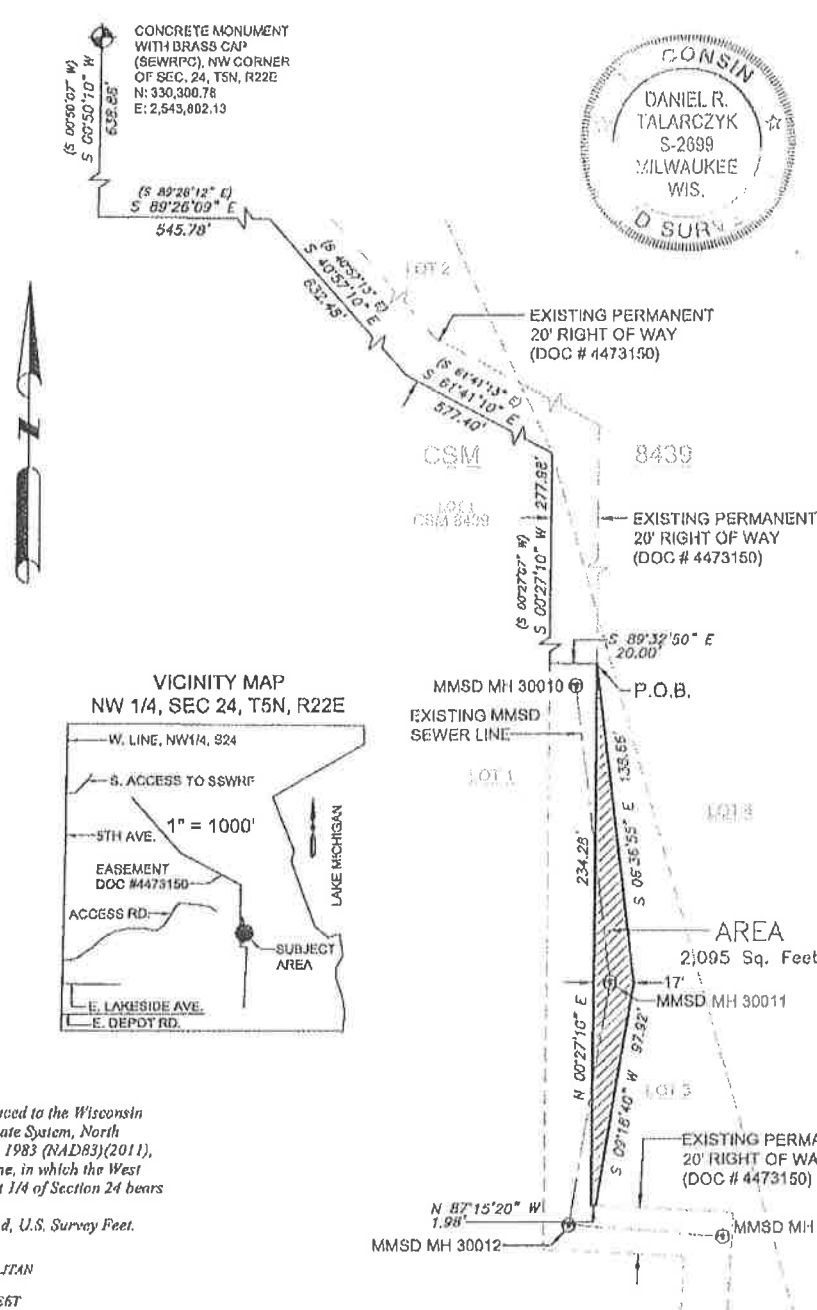 CONCRETE MONUMENT
WITH BRASS CAP
(SEWRPC), NW CORNER
OF SEC. 24, T5N, R22E
N: 330,300.78
E: 2,543,802.13
(S 00°50'07" W)
S 00°50'10" W
638.88'
CONSIN
DANIEL R.
TALARCZYK
S-2699
MILWAUKEE
WIS.
D SURV
(S 89°26'12" E)
S 89°26'09" E
545.78'
(S 40°57'13" E)
S 40°57'10" E
632.45'
LOT 2
EXISTING PERMANENT
20' RIGHT OF WAY
(DOC # 4473150)
(S 61°41'13" E)
S 61°41'10" E
577.40'
CSM 8439
LOT 1
CSM 8439
EXISTING PERMANENT
20' RIGHT OF WAY
(DOC # 4473150)
(S 00°27'07" W)
S 00°27'10" W 277.98'
S 89°32'50" E
20.00'
MMSD MH 30010
P.O.B.
EXISTING MMSD
SEWER LINE
LOT 1
S 06°36'55" E 138.66'
LOT 3
234.28'
N 00°27'10" E
AREA
2,095 Sq. Feet
17'
MMSD MH 30011
S 09°16'40" W 97.92'
LOT 3
EXISTING PERMA
20' RIGHT OF WA
(DOC # 4473150)
N 87°15'20" W
1.98'
MMSD MH 30012
MMSD MH
VICINITY MAP
NW 1/4, SEC 24, T5N, R22E
W. LINE, NW1/4, S24
S. ACCESS TO SSWRF
1" = 1000'
5TH AVE.
EASEMENT
DOC #4473150
LAKE MICHIGAN
ACCESS RD.
SUBJECT
AREA
E. LAKESIDE AVE.
E. DEPOT RD.
nced to the Wisconsin
ate System, North
1983 (NAD83)(2011),
ne, in which the West
t 1/4 of Section 24 bears
d, U.S. Survey Feet.